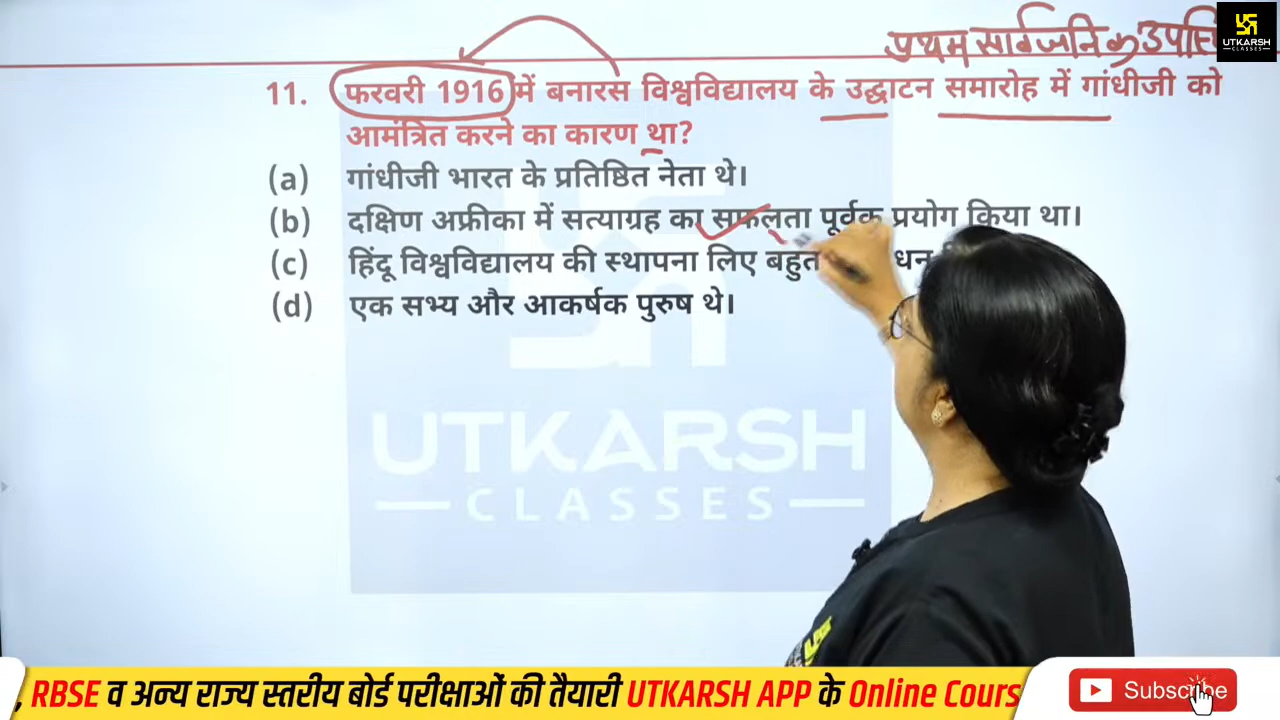 प्रथम सार्वजनिक
UTKARSH
CLASSES
11. फरवरी 1916 में बनारस विश्वविद्यालय के उद्घाटन समारोह में गांधीजी को
आमंत्रित करने का कारण था?
(a) गांधीजी भारत के प्रतिष्ठित नेता थे।
(b) दक्षिण अफ्रीका में सत्याग्रह का सफलता पूर्वक प्रयोग किया था।
(c) हिंदू विश्वविद्यालय की स्थापना लिए बहुत धन
(d) एक सभ्य और आकर्षक पुरुष थे।
UTKARSH
CLASSES
, RBSE व अन्य राज्य स्तरीय बोर्ड परीक्षाओं की तैयारी UTKARSH APP के Online Cours
Subscribe